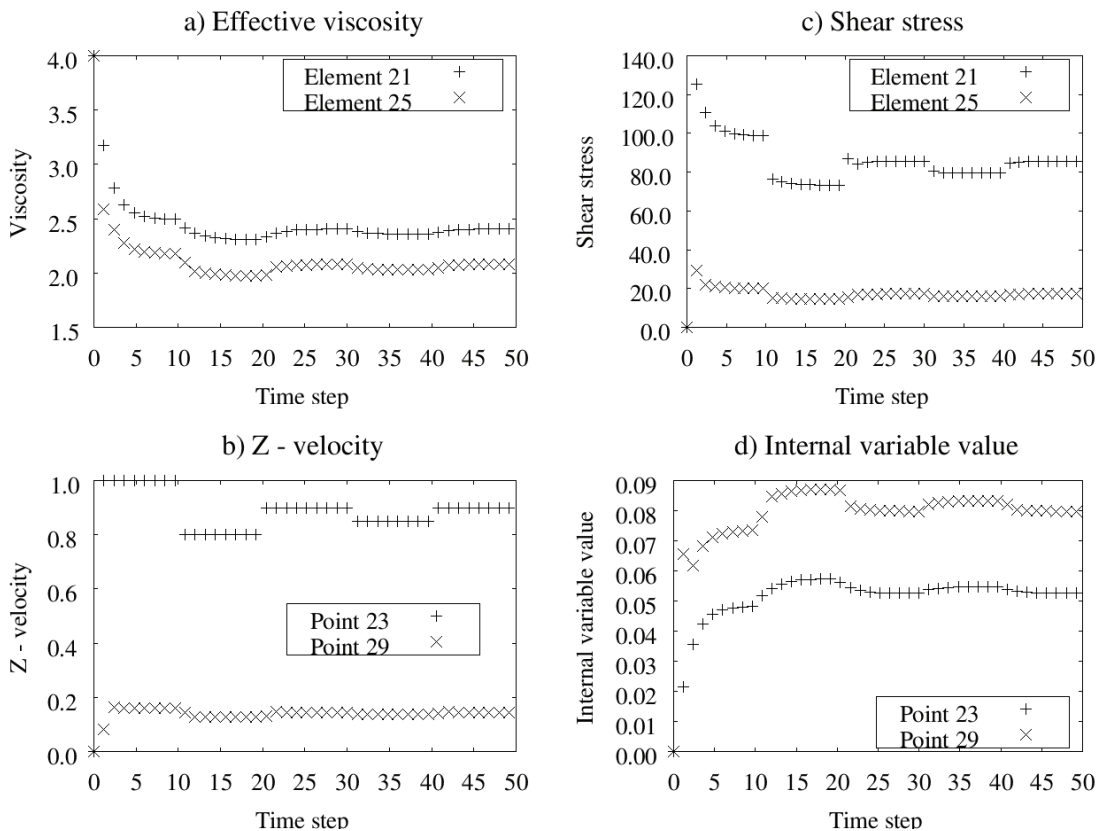 a) Effective viscosity
4.0
3.5
3.0
2.5
2.0
1.5
Viscosity
Element 21
Element 25
0 5 10 15 20 25 30 35 40 45 50
Time step
c) Shear stress
140.0
120.0
100.0
80.0
60.0
40.0
20.0
0.0
Shear stress
Element 21
Element 25
0 5 10 15 20 25 30 35 40 45 50
Time step
b) Z - velocity
1.0
0.8
0.6
0.4
0.2
0.0
Z - velocity
Point 23
Point 29
0 5 10 15 20 25 30 35 40 45 50
Time step
d) Internal variable value
0.09
0.08
0.07
0.06
0.05
0.04
0.03
0.02
0.01
0.00
Internal variable value
Point 23
Point 29
0 5 10 15 20 25 30 35 40 45 50
Time step